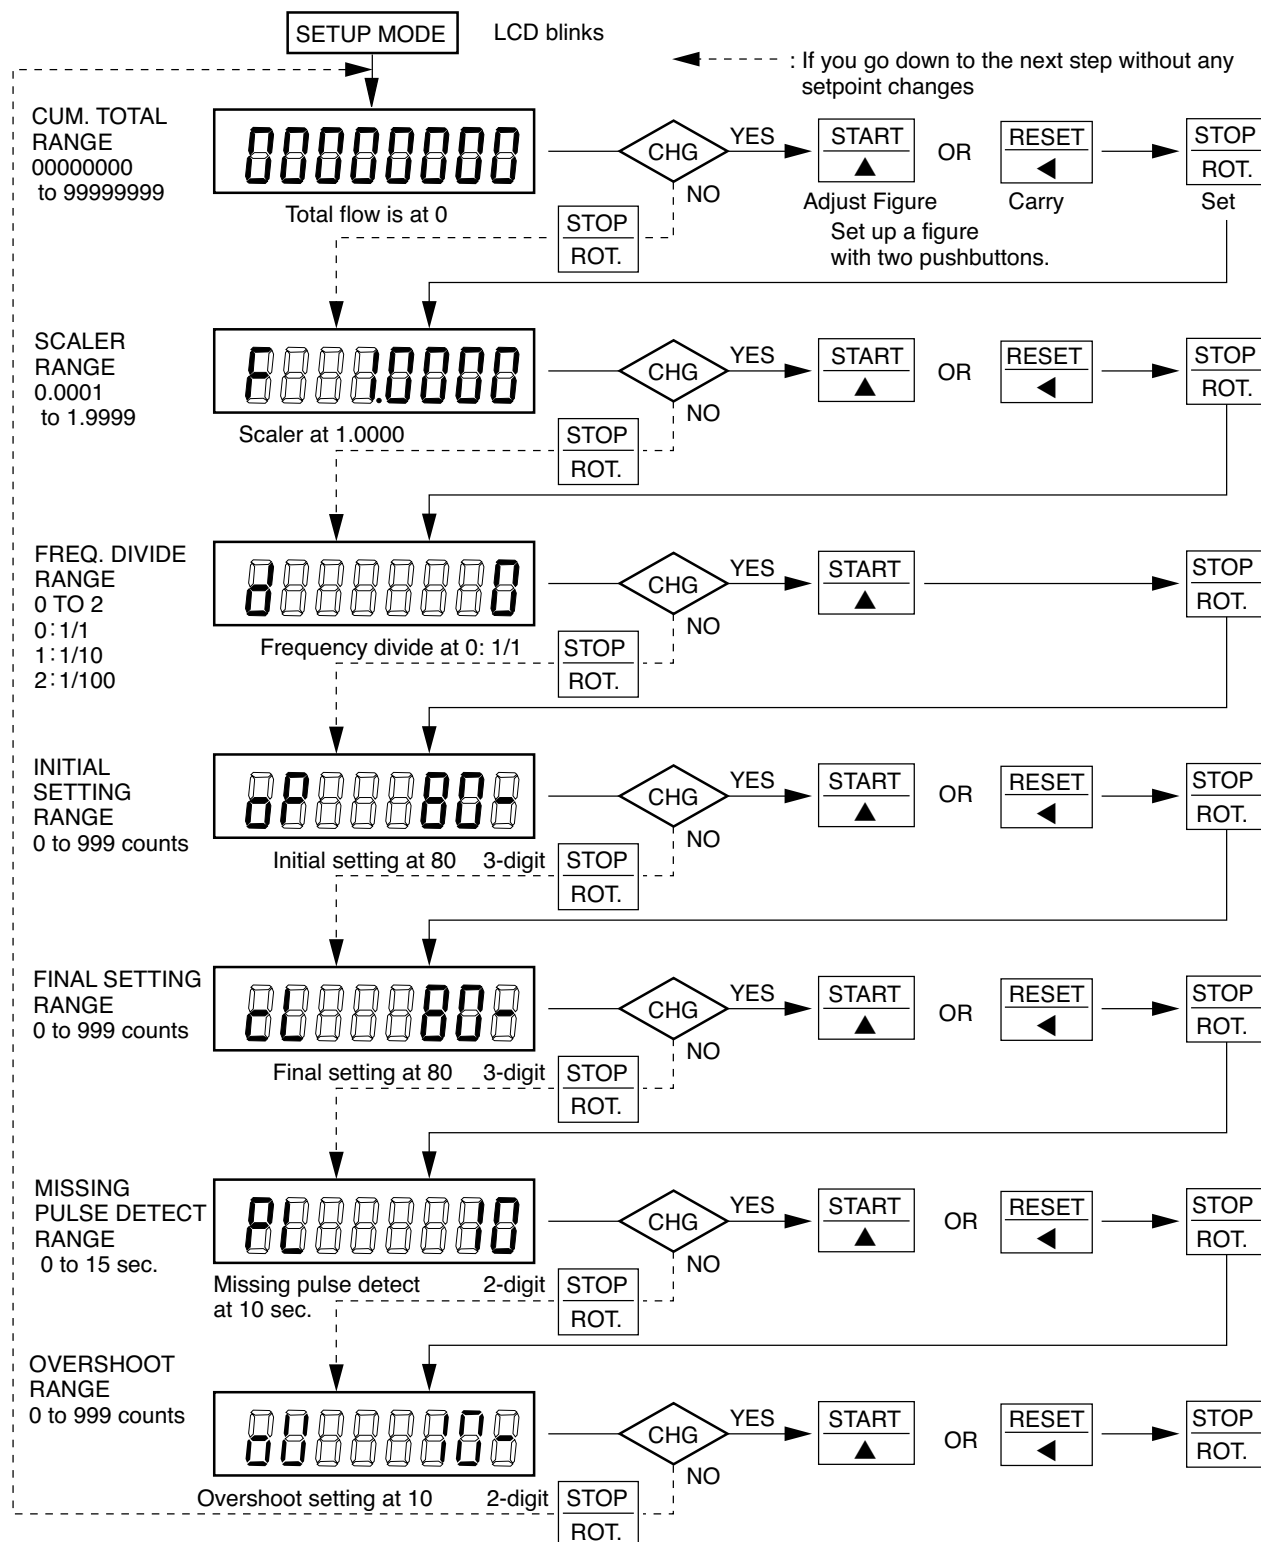 SETUP MODE LCD blinks
: If you go down to the next step without any
setpoint changes
CUM. TOTAL
RANGE
00000000
to 99999999
00000000
CHG
YES
NO
START
▲
OR
RESET
◀
STOP
ROT.
Total flow is at 0
STOP
ROT.
Adjust Figure
Carry
Set
Set up a figure
with two pushbuttons.
SCALER
RANGE
0.0001
to 1.9999
F 1.0000
CHG
YES
NO
START
▲
OR
RESET
◀
STOP
ROT.
Scaler at 1.0000
STOP
ROT.
FREQ. DIVIDE
RANGE
0 TO 2
0:1/1
1:1/10
2:1/100
d 0
CHG
YES
NO
START
▲
STOP
ROT.
Frequency divide at 0: 1/1
STOP
ROT.
INITIAL
SETTING
RANGE
0 to 999 counts
oP 80-
CHG
YES
NO
START
▲
OR
RESET
◀
STOP
ROT.
Initial setting at 80 3-digit
STOP
ROT.
FINAL SETTING
RANGE
0 to 999 counts
cL 80-
CHG
YES
NO
START
▲
OR
RESET
◀
STOP
ROT.
Final setting at 80 3-digit
STOP
ROT.
MISSING
PULSE DETECT
RANGE
0 to 15 sec.
PL 10
CHG
YES
NO
START
▲
OR
RESET
◀
STOP
ROT.
Missing pulse detect 2-digit
at 10 sec.
STOP
ROT.
OVERSHOOT
RANGE
0 to 999 counts
oU 10-
CHG
YES
NO
START
▲
OR
RESET
◀
STOP
ROT.
Overshoot setting at 10 2-digit
STOP
ROT.